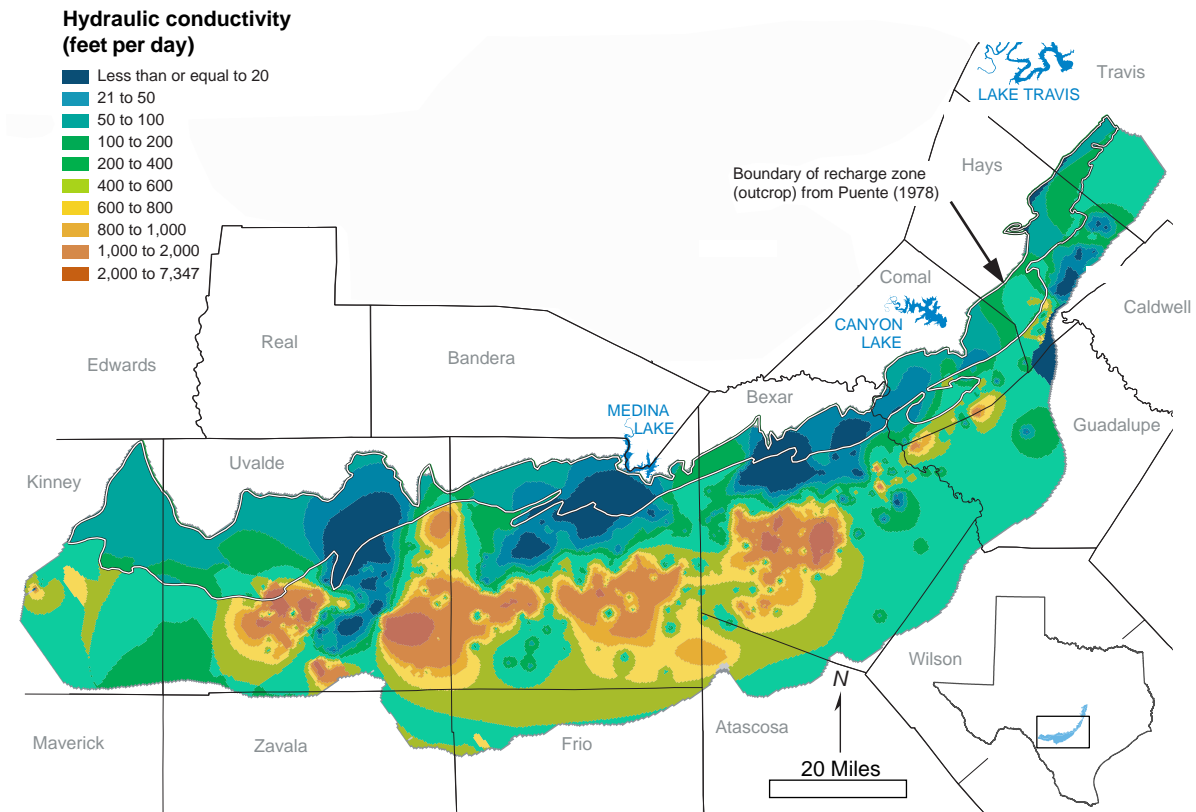 Hydraulic conductivity
(feet per day)
Less than or equal to 20
21 to 50
50 to 100
100 to 200
200 to 400
400 to 600
600 to 800
800 to 1,000
1,000 to 2,000
2,000 to 7,347
LAKE TRAVIS
Travis
Hays
Boundary of recharge zone
(outcrop) from Puente (1978)
Comal
CANYON
LAKE
Caldwell
Edwards
Real
Bandera
Bexar
MEDINA
LAKE
Guadalupe
Uvalde
Kinney
Wilson
N
Maverick
Zavala
Frio
Atascosa
20 Miles